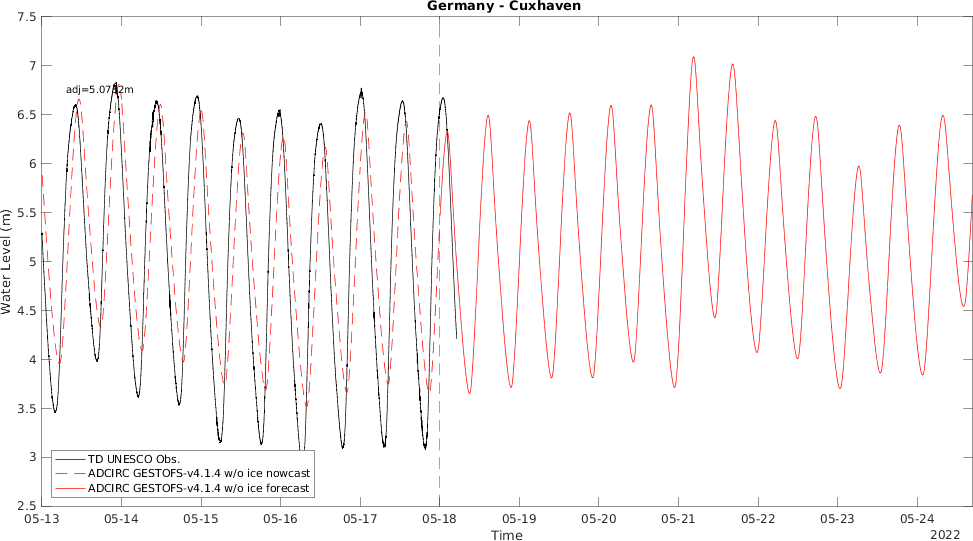 Germany - Cuxhaven
7.5
7
6.5
6
5.5
5
4.5
4
3.5
3
2.5
Water Level (m)
TD UNESCO Obs.
ADCIRC GESTOFS-v4.1.4 w/o ice nowcast
ADCIRC GESTOFS-v4.1.4 w/o ice forecast
05-13 05-14 05-15 05-16 05-17 05-18 05-19 05-20 05-21 05-22 05-23 05-24
Time
2022